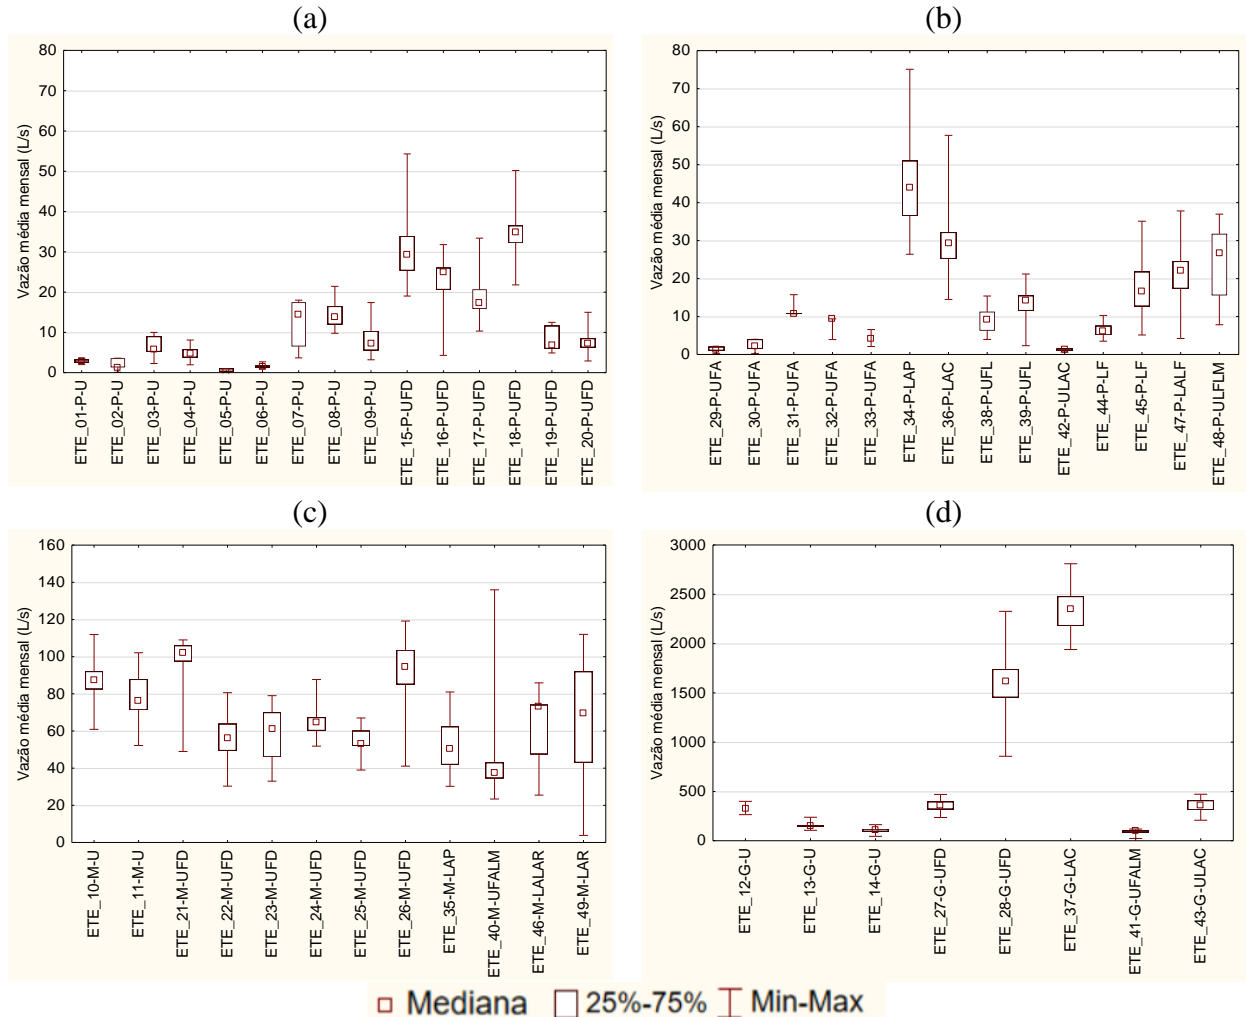 (a)
Vazão média mensal (L/s)
80
70
60
50
40
30
20
10
0
ETE_01-P-U
ETE_02-P-U
ETE_03-P-U
ETE_04-P-U
ETE_05-P-U
ETE_06-P-U
ETE_07-P-U
ETE_08-P-U
ETE_09-P-U
ETE_15-P-UFD
ETE_16-P-UFD
ETE_17-P-UFD
ETE_18-P-UFD
ETE_19-P-UFD
ETE_20-P-UFD
(b)
Vazão média mensal (L/s)
80
70
60
50
40
30
20
10
0
ETE_29-P-UFA
ETE_30-P-UFA
ETE_31-P-UFA
ETE_32-P-UFA
ETE_33-P-UFA
ETE_34-P-LAP
ETE_36-P-LAC
ETE_38-P-UFL
ETE_39-P-UFL
ETE_42-P-ULAC
ETE_44-P-LF
ETE_45-P-LF
ETE_47-P-LALF
ETE_48-P-ULFLM
(c)
Vazão média mensal (L/s)
160
140
120
100
80
60
40
20
0
ETE_10-M-U
ETE_11-M-U
ETE_21-M-UFD
ETE_22-M-UFD
ETE_23-M-UFD
ETE_24-M-UFD
ETE_25-M-UFD
ETE_26-M-UFD
ETE_35-M-LAP
ETE_40-M-UFALM
ETE_46-M-LALAR
ETE_49-M-LAR
(d)
Vazão média mensal (L/s)
3000
2500
2000
1500
1000
500
0
ETE_12-G-U
ETE_13-G-U
ETE_14-G-U
ETE_27-G-UFD
ETE_28-G-UFD
ETE_37-G-LAC
ETE_41-G-UFALM
ETE_43-G-ULAC
Mediana 25%-75% Min-Max